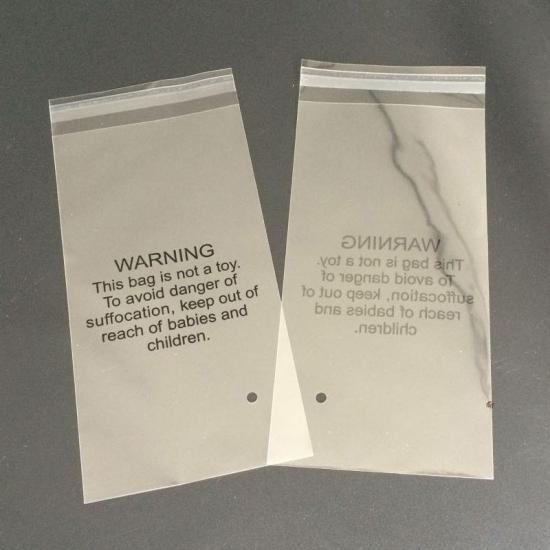 WARNING
This bag is not a toy.
To avoid danger of
suffocation, keep out of
reach of babies and
children.
WARNING
This bag is not a toy.
To avoid danger of
suffocation, keep out of
reach of babies and
children.